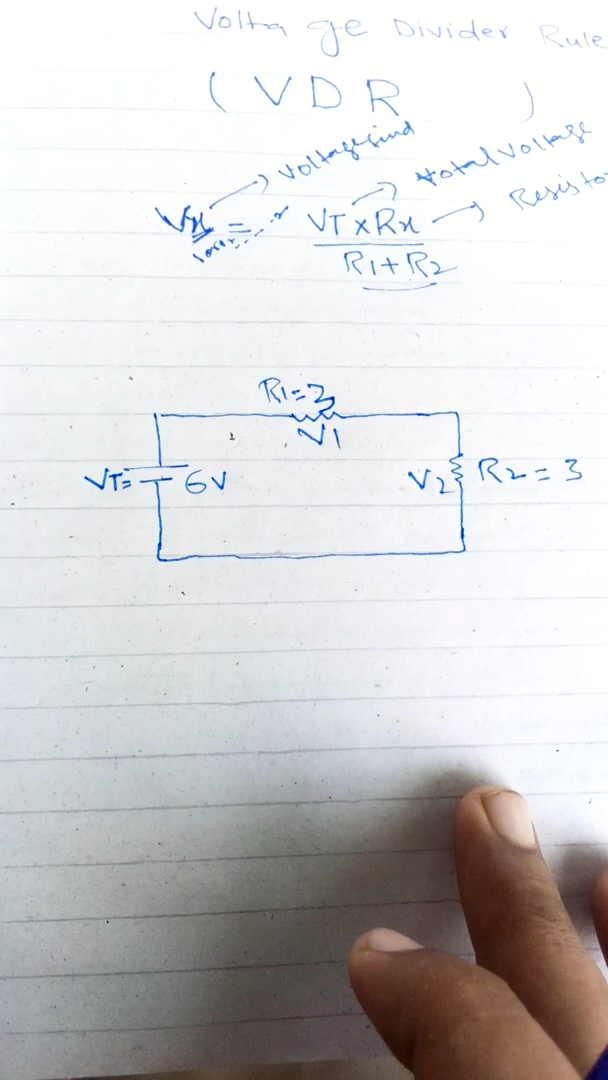 Voltage Divider Rule
( V D R )
Voltage find
total voltage
Vx = VT x Rx
Resisto
R1+R2
R1=3
V1
VT= 6V
V2 R2 = 3